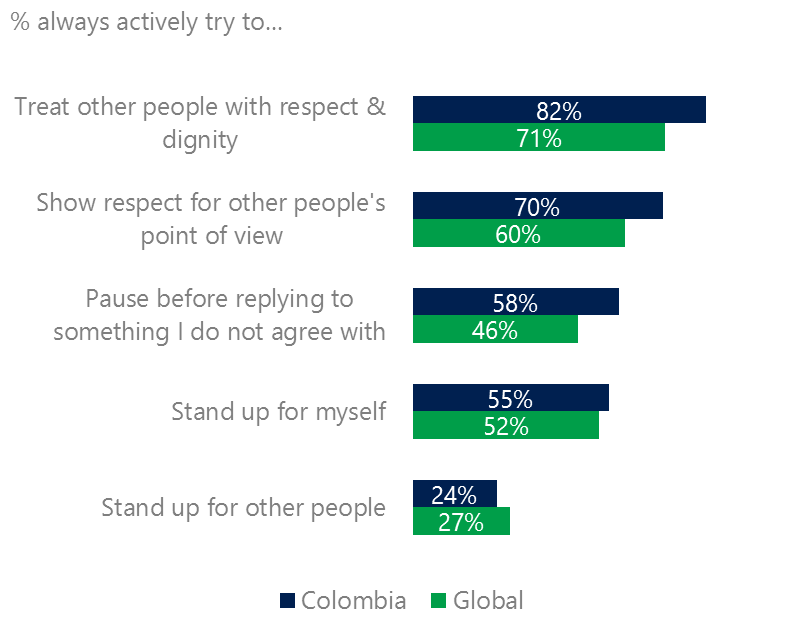 % always actively try to...
Treat other people with respect &
dignity
82%
71%
Show respect for other people's
point of view
70%
60%
Pause before replying to
something I do not agree with
58%
46%
Stand up for myself
55%
52%
Stand up for other people
24%
27%
Colombia
Global